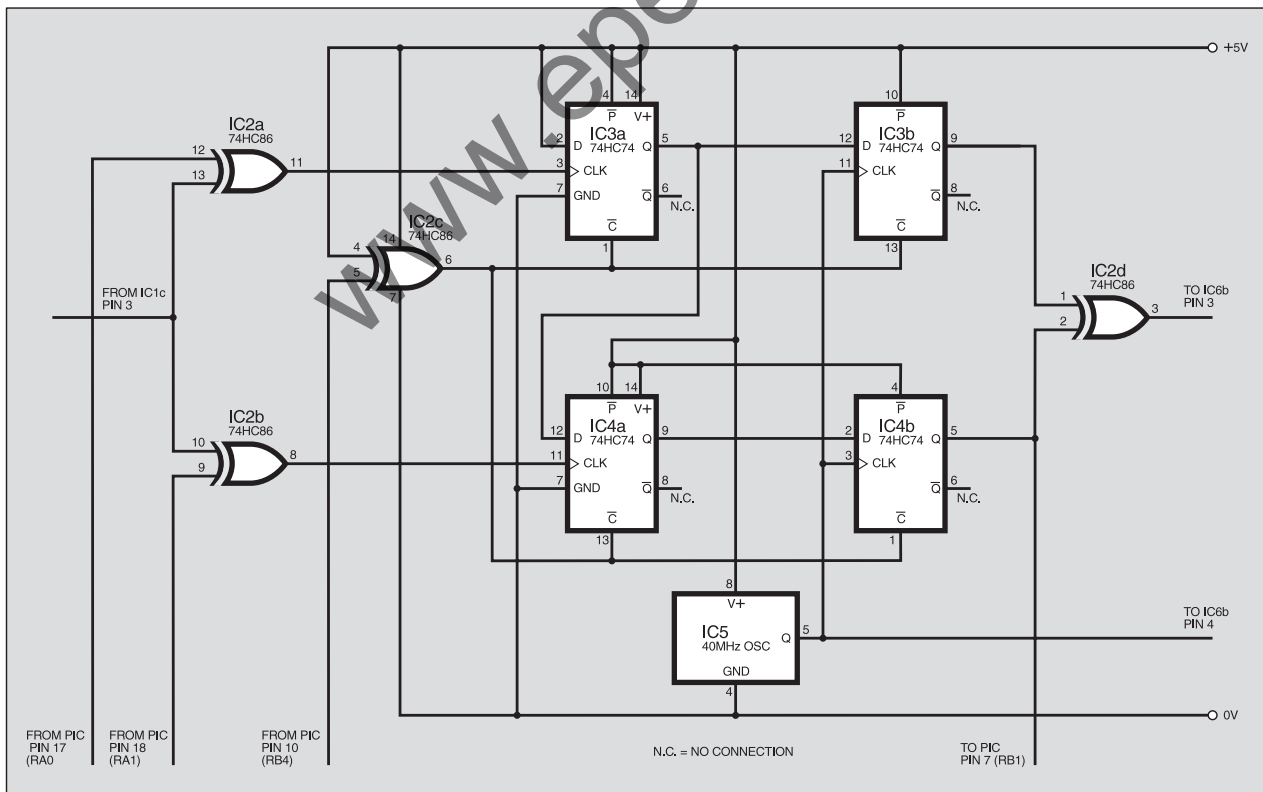 www.epe
+5V
IC2a
74HC86
12
13
11
4
14
P
V+
IC3a
74HC74
2
D
Q
5
3
CLK
7
GND
Q
6
N.C.
C
1
10
P
IC3b
74HC74
12
D
Q
9
11
CLK
Q
8
N.C.
C
13
IC2c
74HC86
14
4
5
6
7
FROM IC1c
PIN 3
IC2d
74HC86
1
2
3
TO IC6b
PIN 3
IC2b
74HC86
10
9
8
10
14
P
V+
IC4a
74HC74
12
D
Q
9
11
CLK
7
GND
Q
8
N.C.
C
13
4
P
IC4b
74HC74
2
D
Q
5
3
CLK
Q
6
N.C.
C
1
8
V+
IC5
40MHz OSC
Q
5
GND
4
TO IC6b
PIN 4
0V
FROM PIC
PIN 17
(RA0
FROM PIC
PIN 18
(RA1)
FROM PIC
PIN 10
(RB4)
N.C. = NO CONNECTION
TO PIC
PIN 7 (RB1)